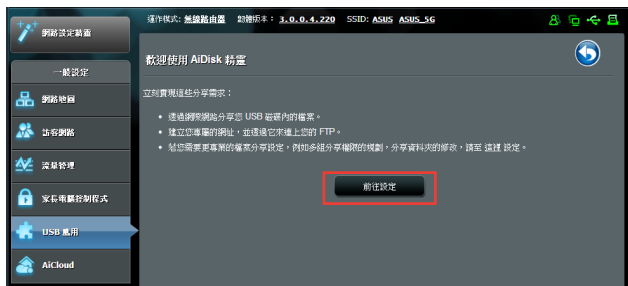 網路設定精靈
運作模式: 無線路由器 韌體版本: 3.0.0.4.220 SSID: ASUS ASUS_5G
一般設定
網路地圖
訪客網路
流量管理
家長電腦控制程式
USB 應用
AiCloud
歡迎使用 AiDisk 精靈
立刻實現這些分享需求:
• 透過網際網路分享您 USB 磁碟內的檔案。
• 建立您專屬的網址,並透過它來連上您的 FTP。
• 若您需要更專業的檔案分享設定,例如多組分享權限的規劃,分享資料夾的修改,請至 這裡 設定。
前往設定